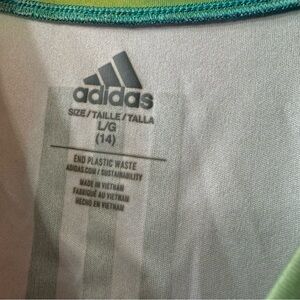 adidas
SIZE/TAILLE/TALLA
L/G
(14)
END PLASTIC WASTE
ADIDAS.COM/SUSTAINABILITY
MADE IN VIETNAM
FABRIQUÉ AU VIETNAM
HECHO EN VIETNAM